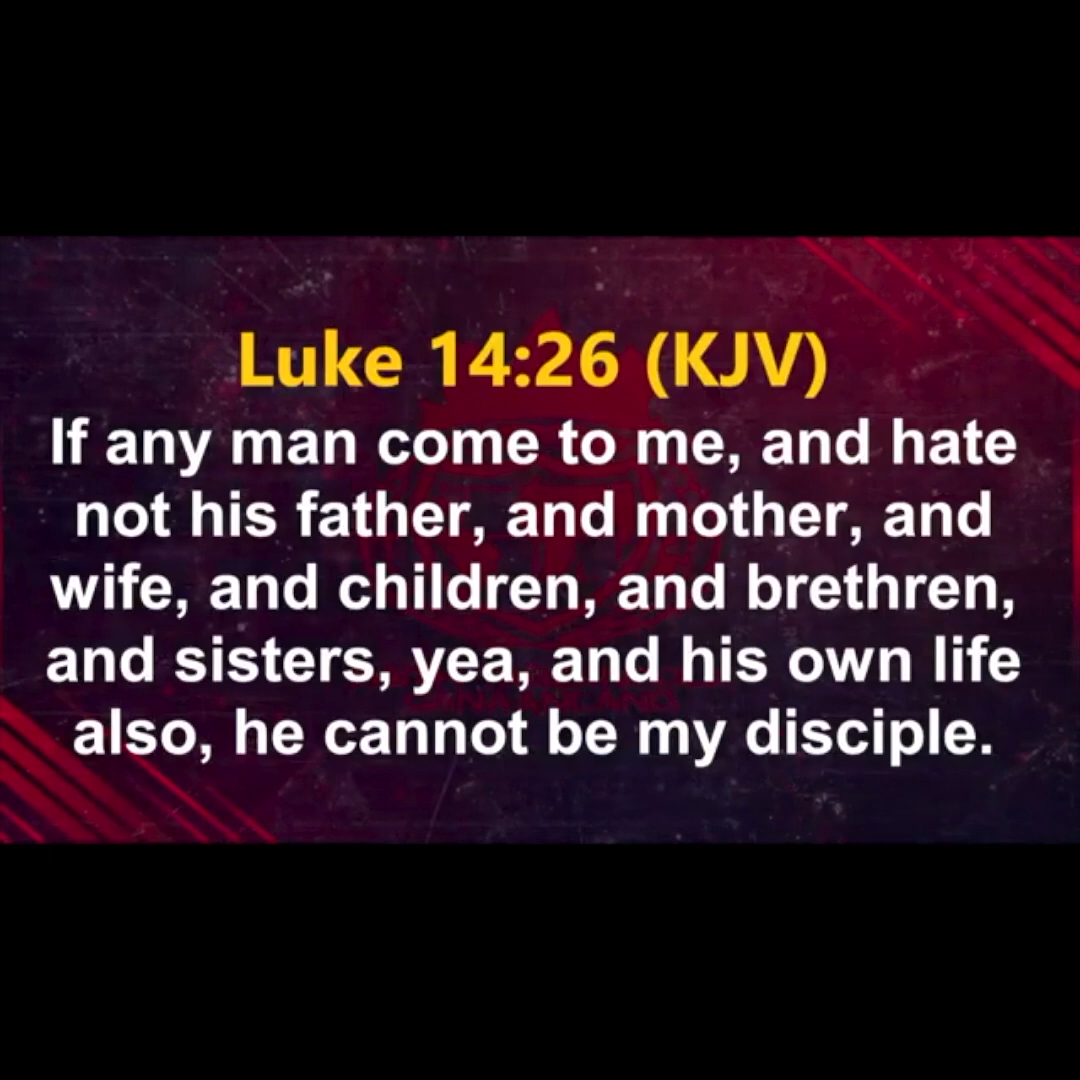 Luke 14:26 (KJV)
If any man come to me, and hate
not his father, and mother, and
wife, and children, and brethren,
and sisters, yea, and his own life
also, he cannot be my disciple.